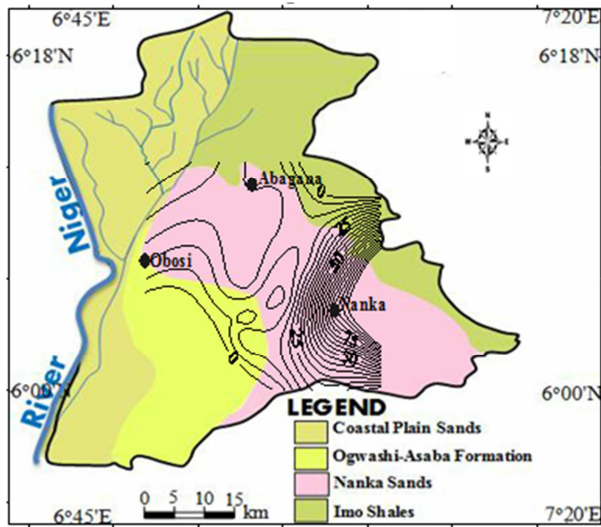 6°45'E 7°20'E
6°18'N 6°18'N
N
W E
S
Abagana
0
25
50
Obosi
Niger
Nanka
25
75
50
0
River
6°00'N 6°00'N
LEGEND
Coastal Plain Sands
Ogwashi-Asaba Formation
Nanka Sands
Imo Shales
0 5 10 15
km
6°45'E 7°20'E